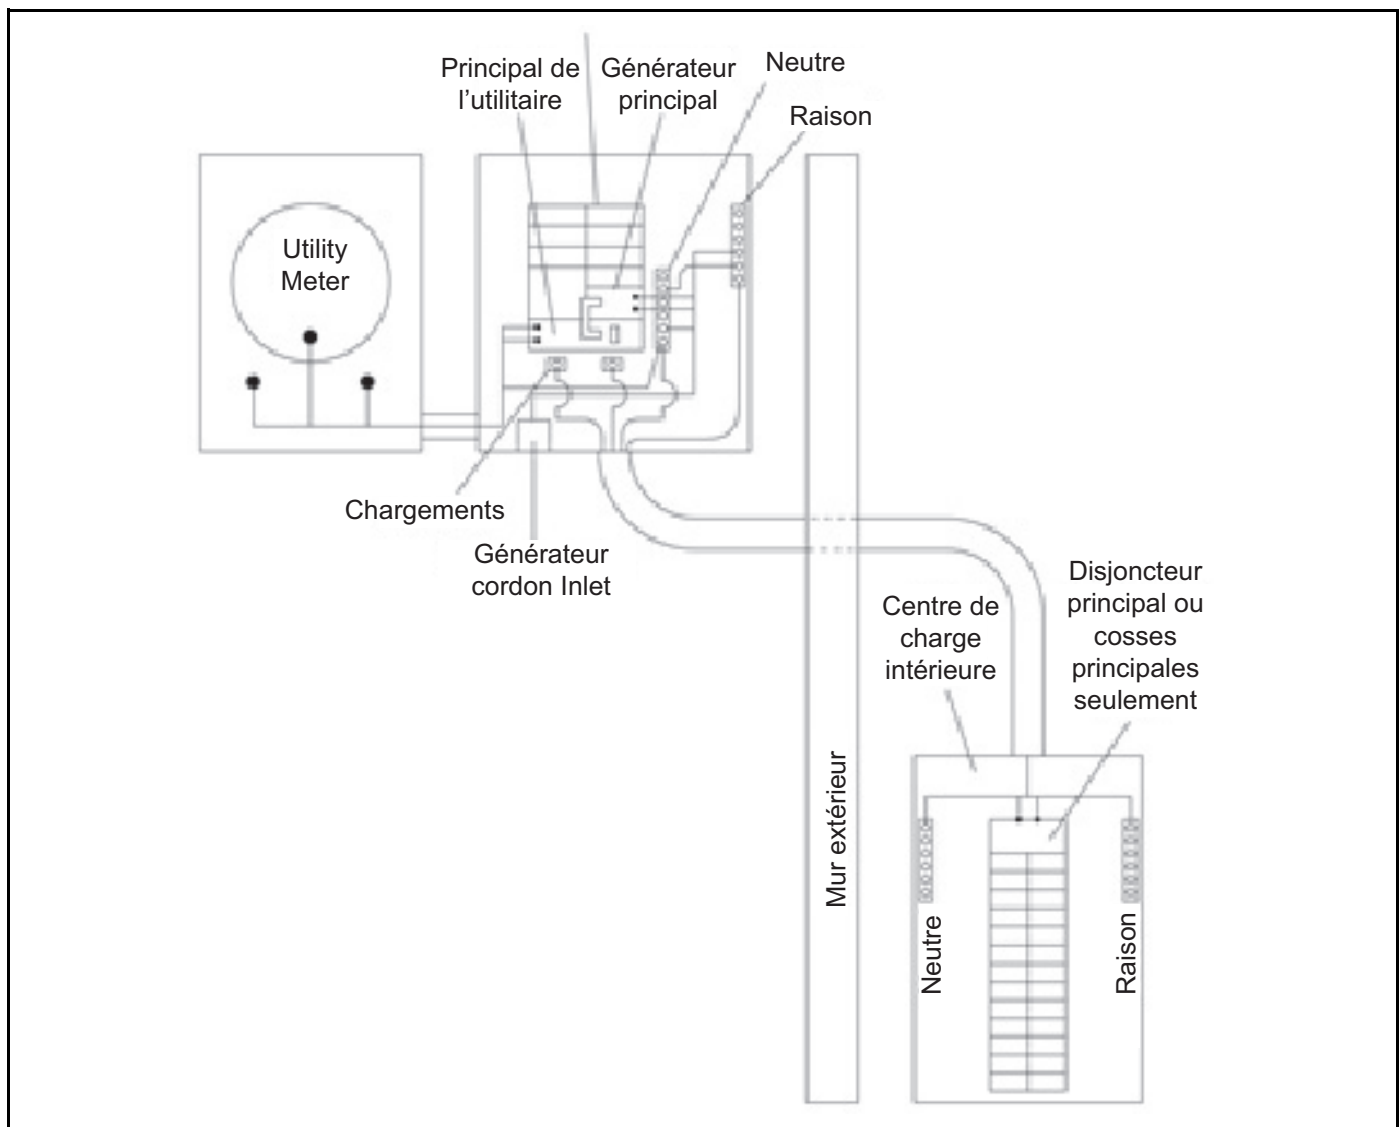 Principal de
l'utilitaire
Générateur
principal
Neutre
Raison
Utility
Meter
Chargements
Générateur
cordon Inlet
Disjoncteur
principal ou
cosses
principales
seulement
Centre de
charge
intérieure
Mur extérieur
Neutre
Raison